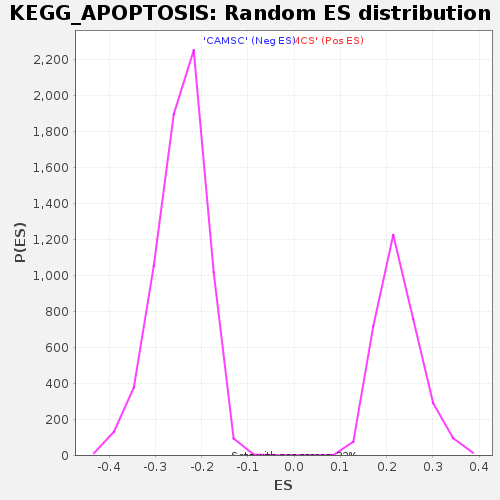 KEGG_APOPTOSIS: Random ES distribution
'CAMSC' (Neg ES) MCS' (Pos ES)
P(ES)
2,200
2,000
1,800
1,600
1,400
1,200
1,000
800
600
400
200
0
-0.4 -0.3 -0.2 -0.1 0.0 0.1 0.2 0.3 0.4
ES